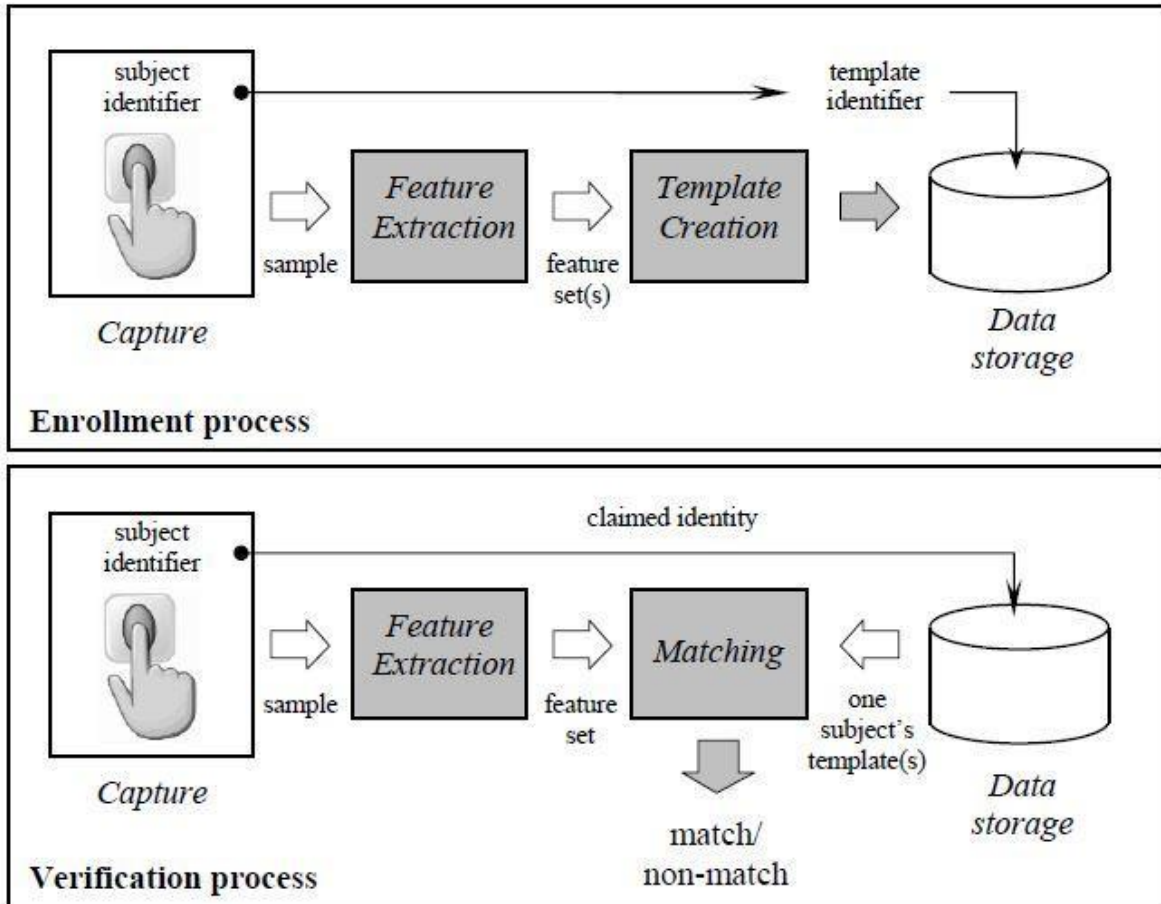 subject
identifier
template
identifier
Feature
Extraction
Template
Creation
sample
feature
set(s)
Capture
Data
storage
Enrollment process
subject
identifier
claimed identity
Feature
Extraction
Matching
sample
feature
set
one
subject's
template(s)
Capture
Data
storage
match/
non-match
Verification process